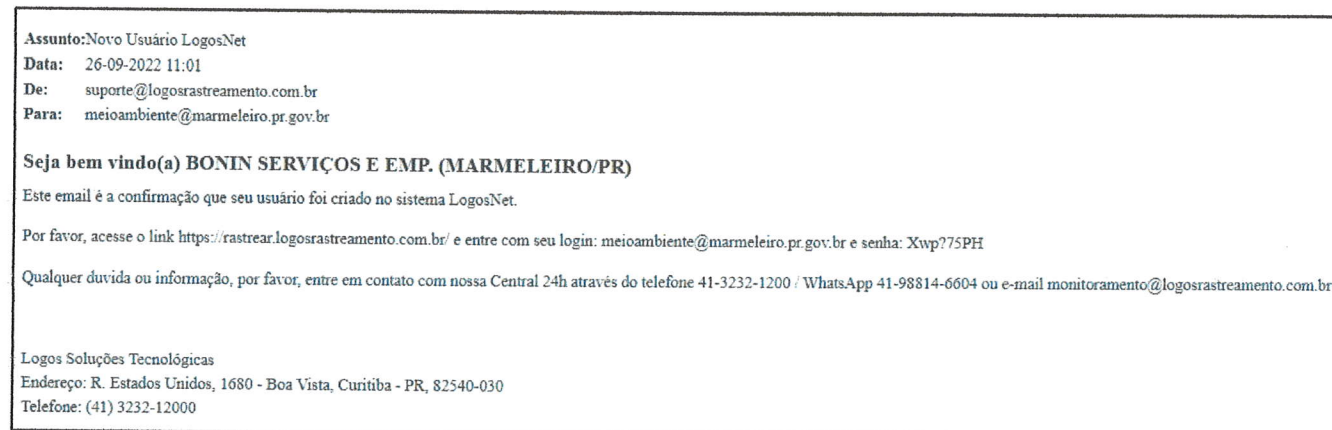 Assunto:Novo Usuário LogosNet
Data: 26-09-2022 11:01
De: suporte@logosrastreamento.com.br
Para: meioambiente@marmeleiro.pr.gov.br
Seja bem vindo(a) BONIN SERVIÇOS E EMP. (MARMELEIRO/PR)
Este email é a confirmação que seu usuário foi criado no sistema LogosNet.
Por favor, acesse o link https://rastrear.logosrastreamento.com.br/ e entre com seu login: meioambiente@marmeleiro.pr.gov.br e senha: Xwp?75PH
Qualquer duvida ou informação, por favor, entre em contato com nossa Central 24h através do telefone 41-3232-1200 / WhatsApp 41-98814-6604 ou e-mail monitoramento@logosrastreamento.com.br
Logos Soluções Tecnológicas
Endereço: R. Estados Unidos, 1680 - Boa Vista, Curitiba - PR, 82540-030
Telefone: (41) 3232-12000